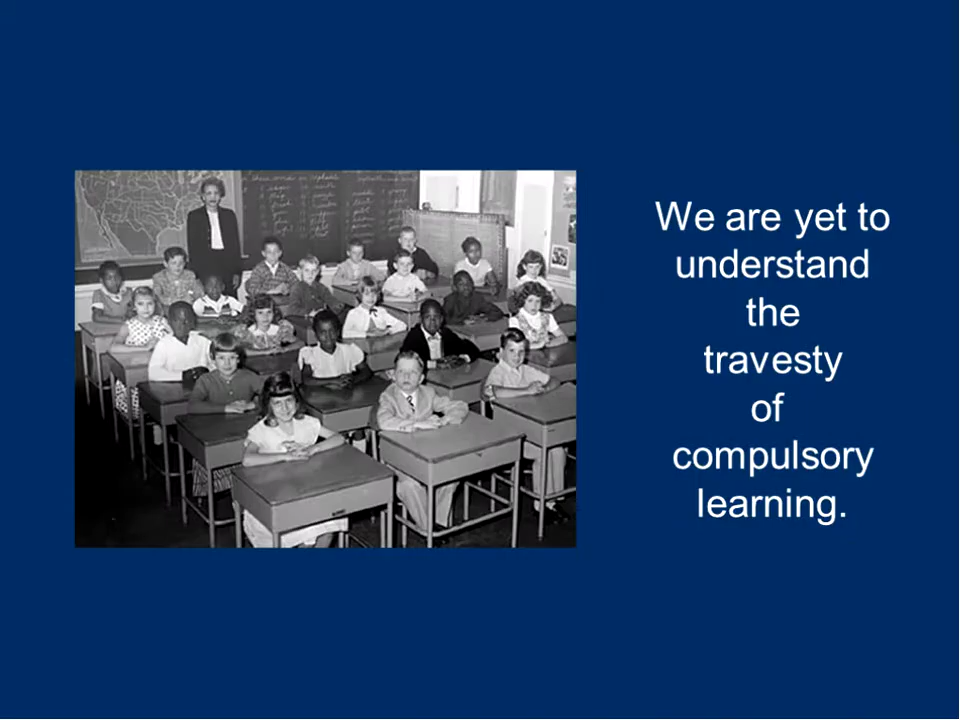 We are yet to
understand
the
travesty
of
compulsory
learning.